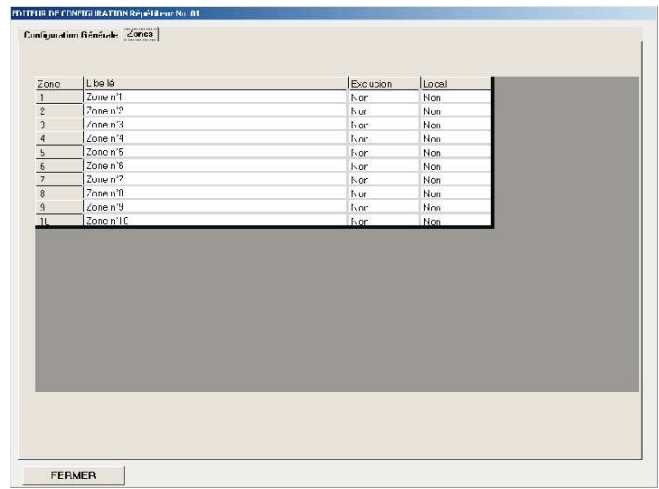 EDITEUR DE CONFIGURATION Répétiteur No. 01
Configuration Générale Zones
Zone Libellé Exclusion Local
1 Zone n°1 Non Non
2 Zone n°2 Non Non
3 Zone n°3 Non Non
4 Zone n°4 Non Non
5 Zone n°5 Non Non
6 Zone n°6 Non Non
7 Zone n°7 Non Non
8 Zone n°8 Non Non
9 Zone n°9 Non Non
10 Zone n°10 Non Non
FERMER